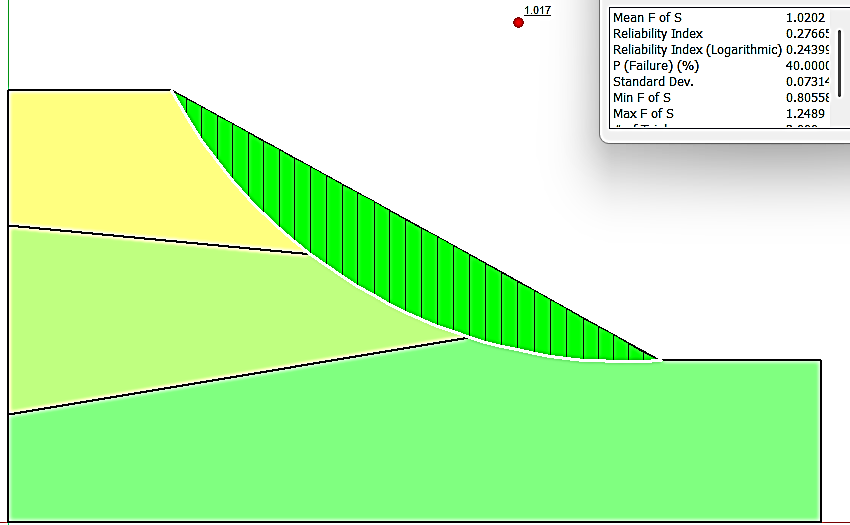 1.017
Mean F of S 1.0202
Reliability Index 0.27665
Reliability Index (Logarithmic) 0.24399
P (Failure) (%) 40.0000
Standard Dev. 0.07314
Min F of S 0.80558
Max F of S 1.2489